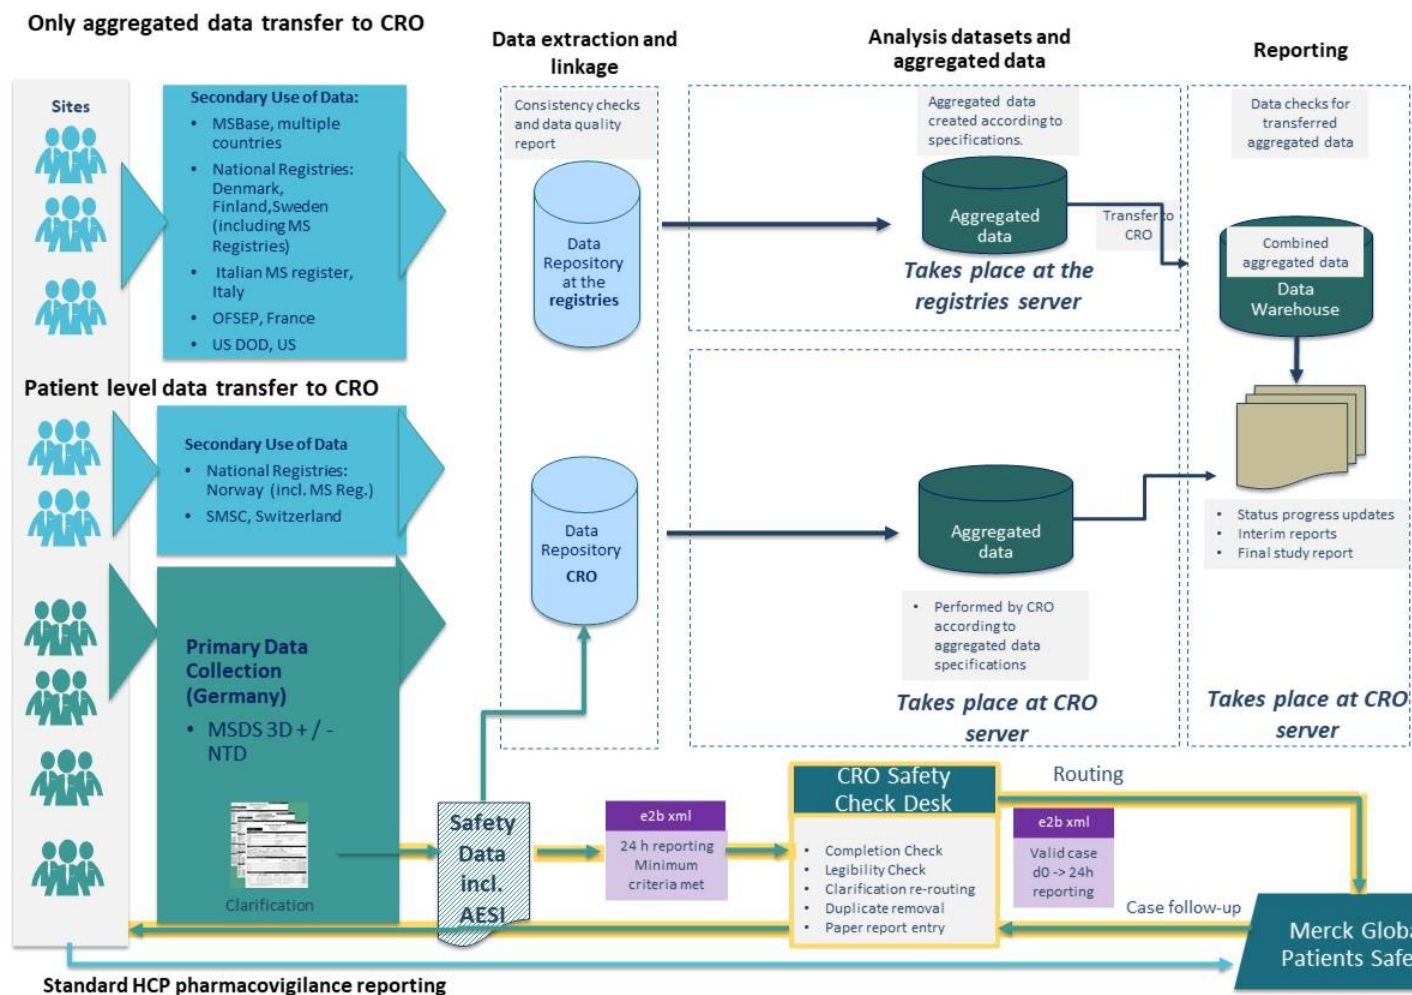 Only aggregated data transfer to CRO
Data extraction and
linkage
Analysis datasets and
aggregated data
Reporting
Sites
Secondary Use of Data:
• MSBase, multiple
countries
• National Registries:
Denmark,
Finland,Sweden
(including MS
Registries)
• Italian MS register,
Italy
• OFSEP, France
• US DOD, US
Consistency checks
and data quality
report
Data
Repository
at the
registries
Aggregated data
created according to
specifications.
Aggregated
data
Takes place at the
registries server
Transfer to
CRO
Data checks for
transferred
aggregated data
Combined
aggregated data
Data
Warehouse
Patient level data transfer to CRO
Secondary Use of Data
• National Registries:
Norway (incl. MS Reg.)
• SMSC, Switzerland
Data
Repository
CRO
Aggregated
data
• Performed by CRO
according to
aggregated data
specifications
Takes place at CRO
server
• Status progress updates
• Interim reports
• Final study report
Takes place at CRO
server
Primary Data
Collection
(Germany)
• MSDS 3D + / -
NTD
Clarification
Safety
Data
incl.
AESI
e2b xml
24 h reporting
Minimum
criteria met
CRO Safety
Check Desk
• Completion Check
• Legibility Check
• Clarification re-routing
• Duplicate removal
• Paper report entry
Routing
e2b xml
Valid case
d0 -> 24h
reporting
Case follow-up
Merck Globa
Patients Safe
Standard HCP pharmacovigilance reporting